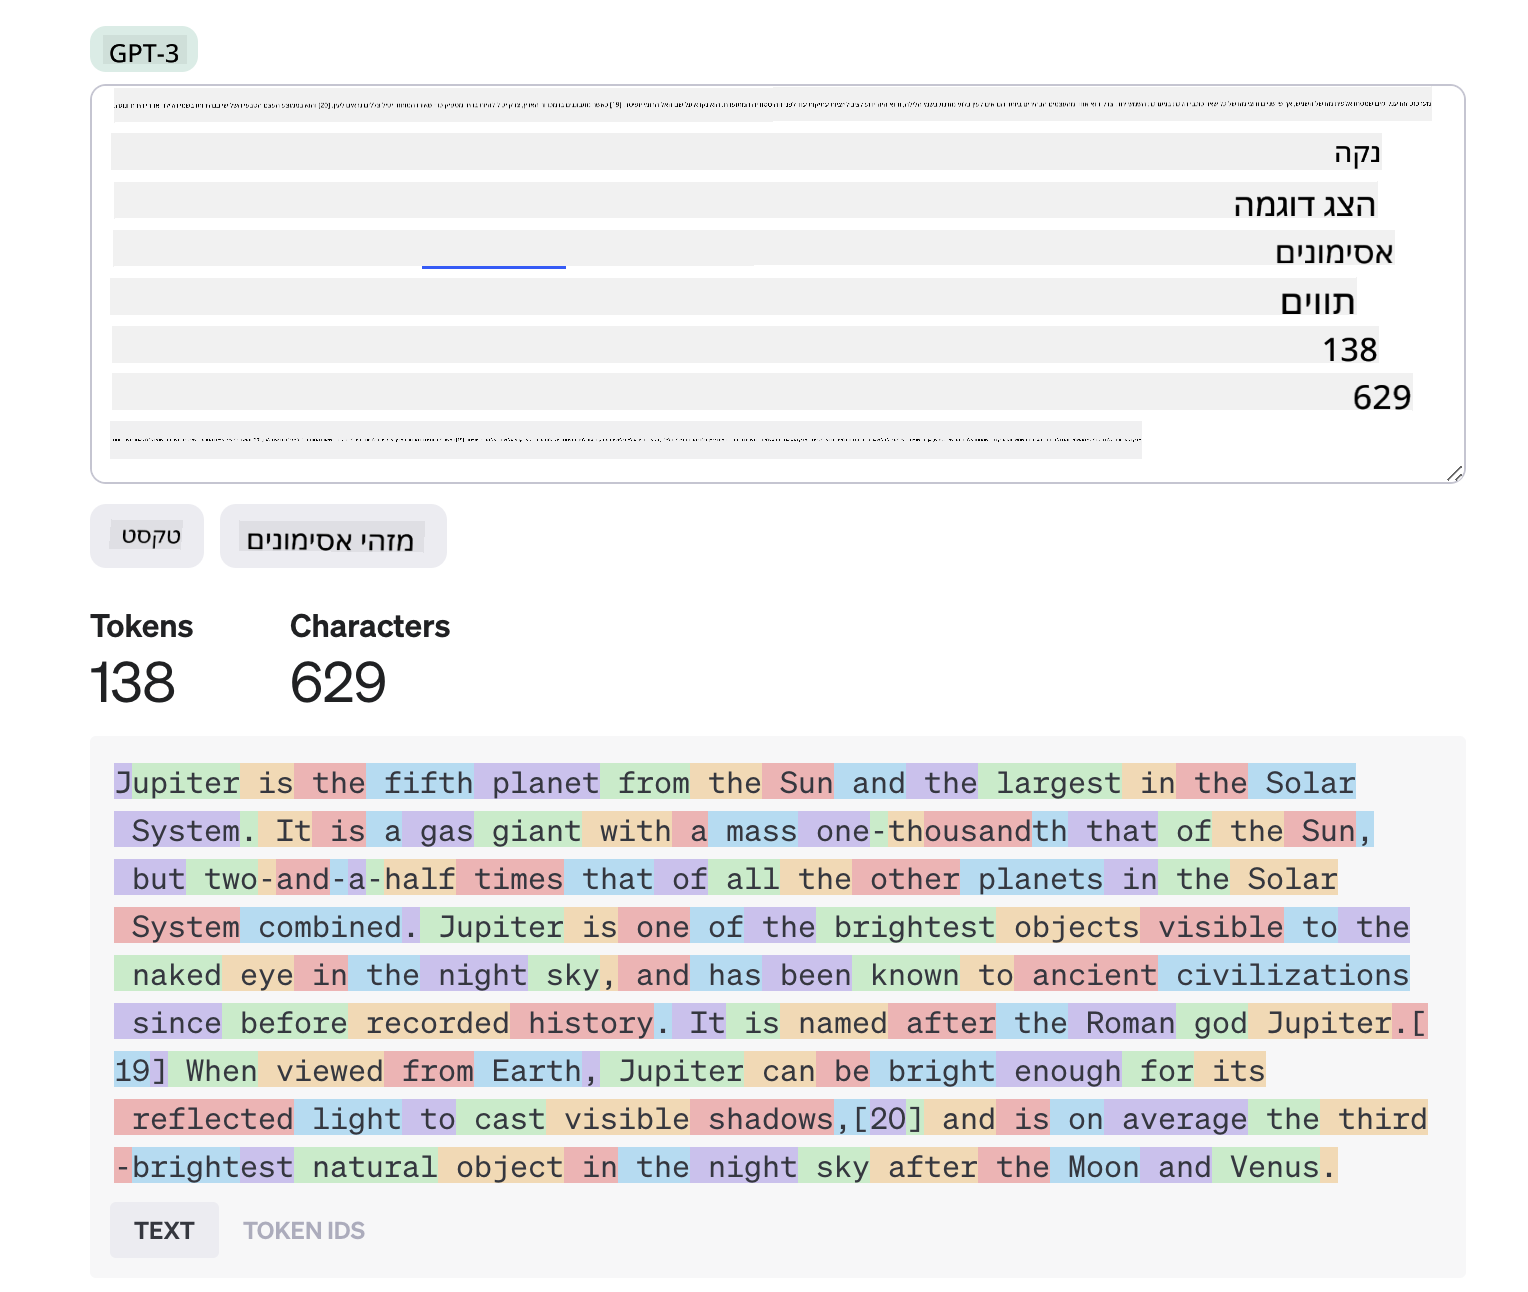 GPT-3
נקה
הצג דוגמה
אסימונים
תווים
138
629
טקסט
מזהי אסימונים
Tokens
Characters
138
629
Jupiter is the fifth planet from the Sun and the largest in the Solar
System. It is a gas giant with a mass one-thousandth that of the Sun,
but two-and-a-half times that of all the other planets in the Solar
System combined. Jupiter is one of the brightest objects visible to the
naked eye in the night sky, and has been known to ancient civilizations
since before recorded history. It is named after the Roman god Jupiter.[
19] When viewed from Earth, Jupiter can be bright enough for its
reflected light to cast visible shadows,[20] and is on average the third
-brightest natural object in the night sky after the Moon and Venus.
TEXT
TOKEN IDS